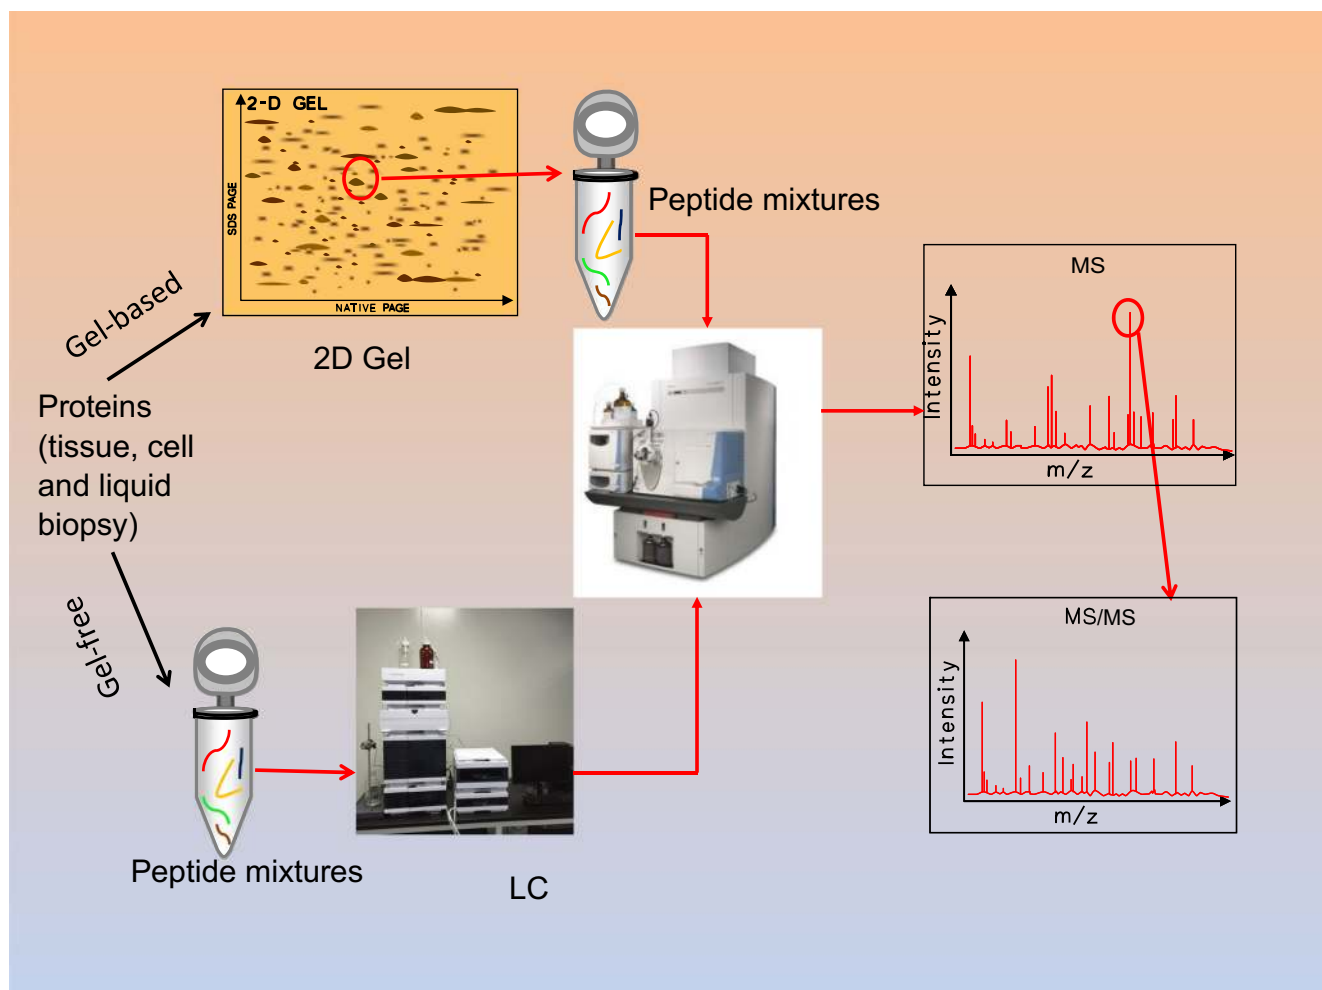 2-D GEL
SDS PAGE
NATIVE PAGE
2D Gel
Peptide mixtures
Gel-based
Proteins
(tissue, cell
and liquid
biopsy)
Gel-free
Peptide mixtures
LC
MS
Intensity
m/z
MS/MS
Intensity
m/z